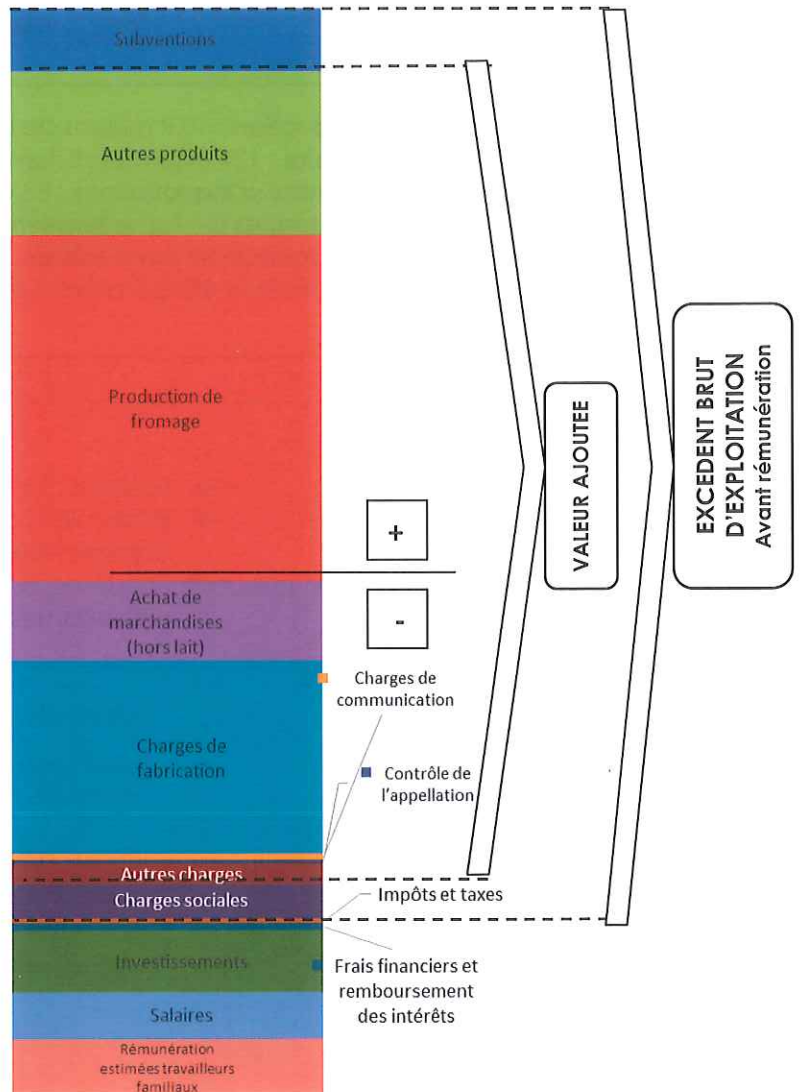 Subventions
Autres produits
Production de
fromage
+
Achat de
marchandises
(hors lait)
-
Charges de
communication
Charges de
fabrication
Contrôle de
l'appellation
Autres charges
Charges sociales
Impôts et taxes
Investissements
Frais financiers et
remboursement
des intérêts
Salaires
Rémunération
estimées travailleurs
familiaux
VALEUR AJOUTEE
EXCEDENT BRUT
D'EXPLOITATION
Avant rémunération